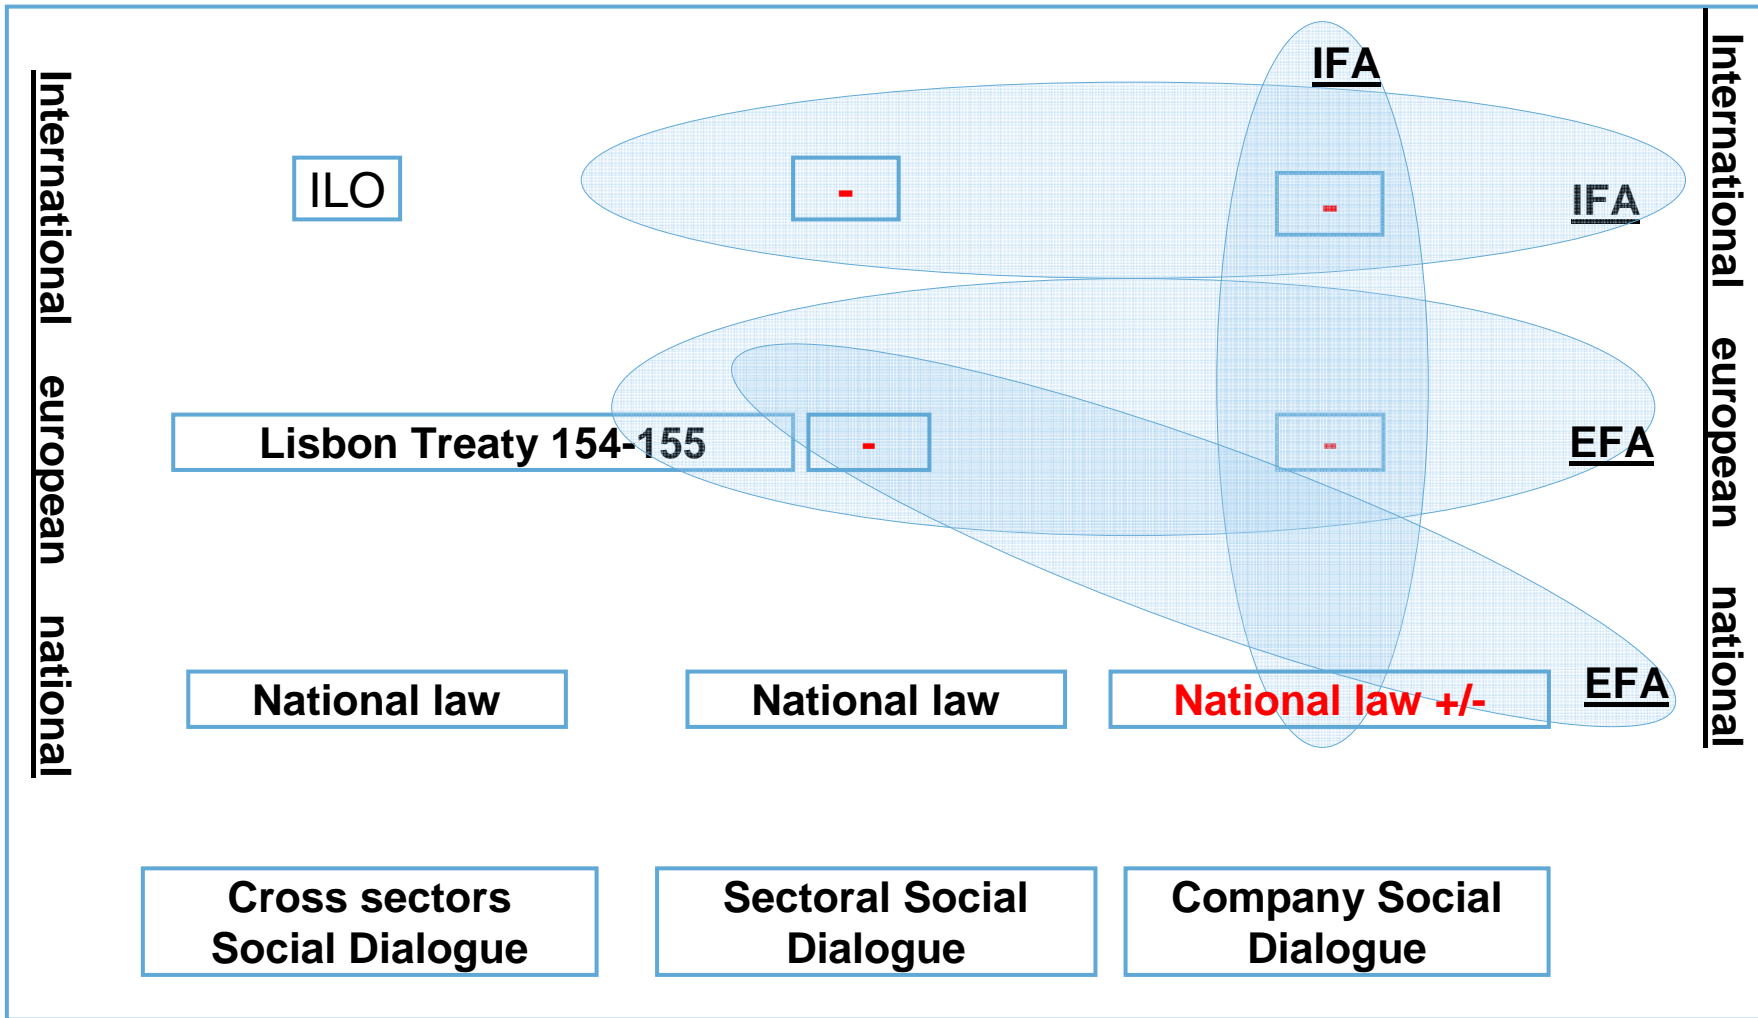 International european national
IFA
International european national
ILO
-
-
IFA
Lisbon Treaty 154-155
-
-
EFA
National law
National law
National law +/-
EFA
Cross sectors
Social Dialogue
Sectoral Social
Dialogue
Company Social
Dialogue